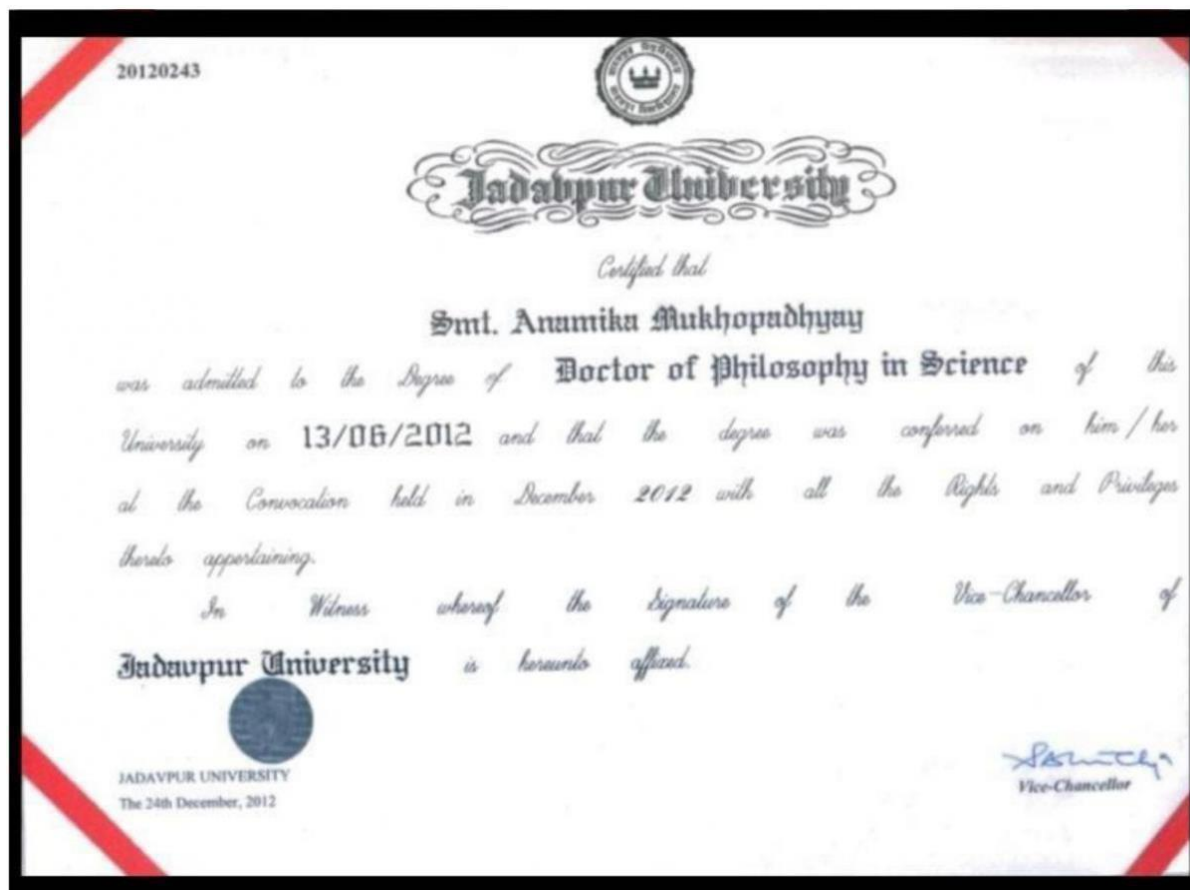 20120243
Jadavpur University
Certified that
Smt. Anamika Mukhopadhyay
was admitted to the Degree of Doctor of Philosophy in Science of this
University on 13/06/2012 and that the degree was conferred on him / her
at the Convocation held in December 2012 with all the Rights and Privileges
thereto appertaining.
In Witness whereof the Signature of the Vice-Chancellor of
Jadavpur University is hereunto affixed.
JADAVPUR UNIVERSITY
The 24th December, 2012
Vice-Chancellor